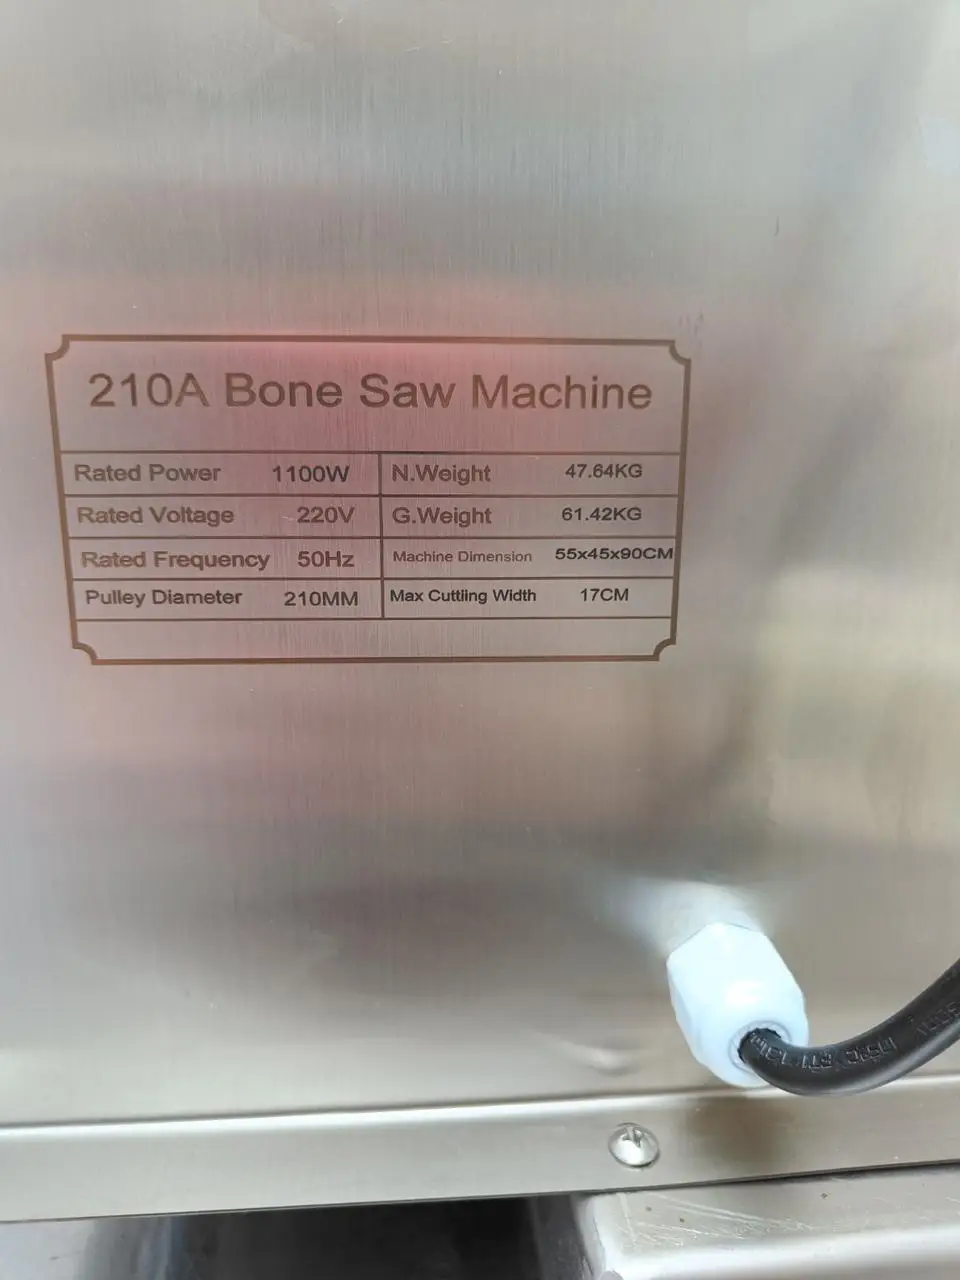 210A Bone Saw Machine
Rated Power 1100W N.Weight 47.64KG
Rated Voltage 220V G.Weight 61.42KG
Rated Frequency 50Hz Machine Dimension 55x45x90CM
Pulley Diameter 210MM Max Cuttling Width 17CM